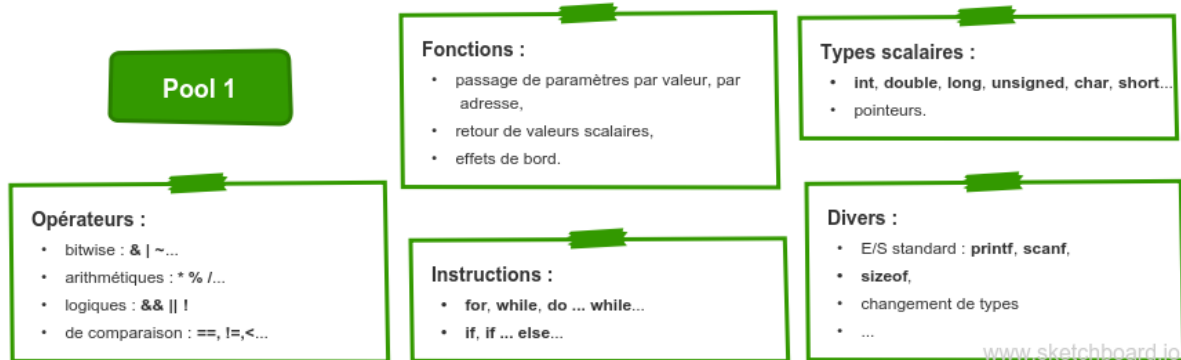 Pool 1
Fonctions :
• passage de paramètres par valeur, par
adresse,
• retour de valeurs scalaires,
• effets de bord.
Types scalaires :
• int, double, long, unsigned, char, short...
• pointeurs.
Opérateurs :
• bitwise : & | ~...
• arithmétiques : * % /...
• logiques : && || !
• de comparaison : ==, !=,<...
Instructions :
• for, while, do ... while...
• if, if ... else...
Divers :
• E/S standard : printf, scanf,
• sizeof,
• changement de types
• ...
www.sketchboard.io